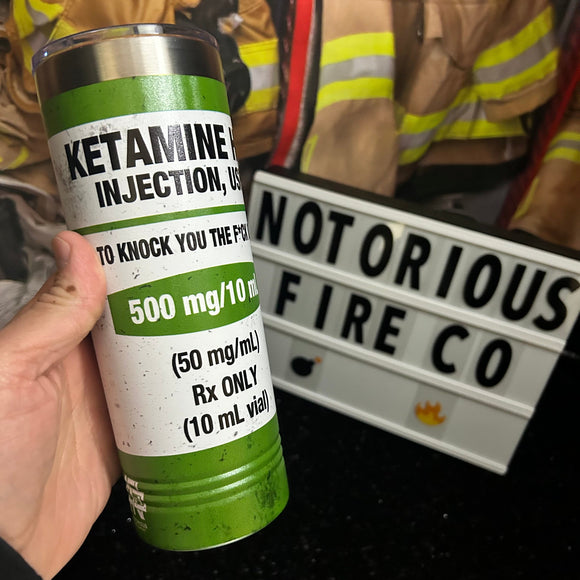 KETAMINE
INJECTION,
TO KNOCK YOU THE F*CK
500 mg/10
(50 mg/mL)
Rx ONLY
(10 mL vial)
NOTORIOUS
FIRE CO